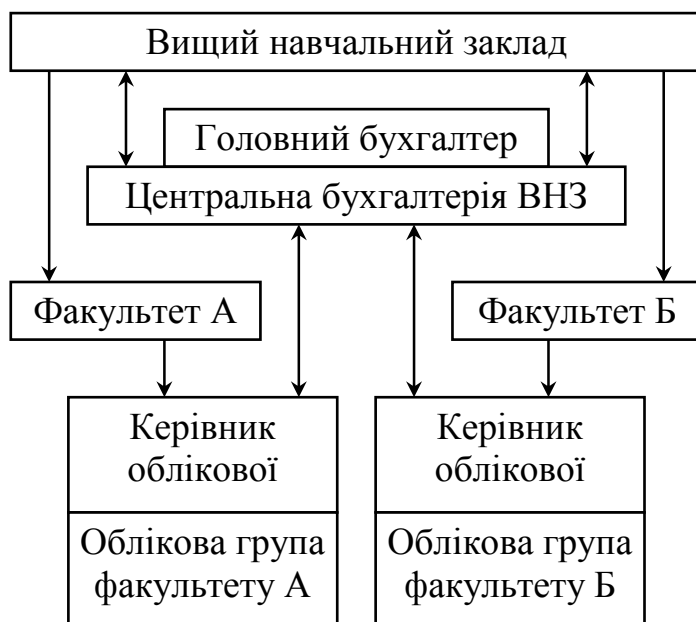 Вищий навчальний заклад
Головний бухгалтер
Центральна бухгалтерія ВНЗ
Факультет А
Факультет Б
Керівник
облікової
Керівник
облікової
Облікова група
факультету А
Облікова група
факультету Б